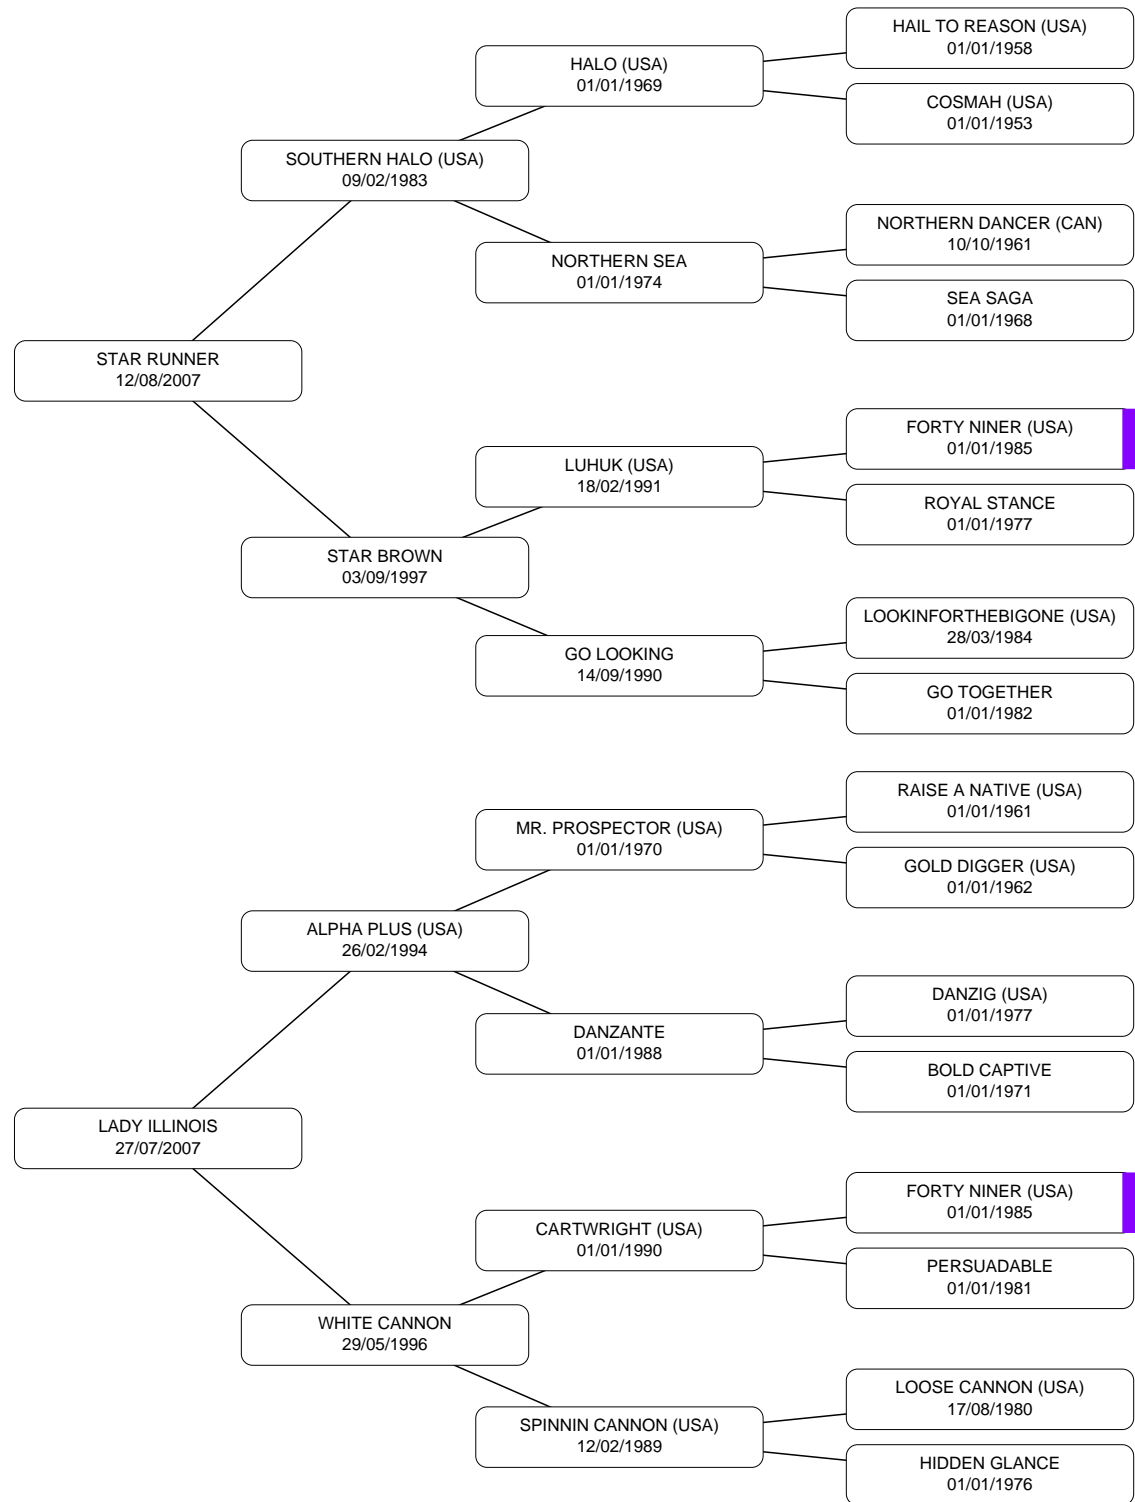 HAIL TO REASON (USA)
01/01/1958
HALO (USA)
01/01/1969
COSMAH (USA)
01/01/1953
SOUTHERN HALO (USA)
09/02/1983
NORTHERN DANCER (CAN)
10/10/1961
NORTHERN SEA
01/01/1974
SEA SAGA
01/01/1968
STAR RUNNER
12/08/2007
FORTY NINER (USA)
01/01/1985
LUHUK (USA)
18/02/1991
ROYAL STANCE
01/01/1977
STAR BROWN
03/09/1997
LOOKINFORTHEBIGONE (USA)
28/03/1984
GO LOOKING
14/09/1990
GO TOGETHER
01/01/1982
RAISE A NATIVE (USA)
01/01/1961
MR. PROSPECTOR (USA)
01/01/1970
GOLD DIGGER (USA)
01/01/1962
ALPHA PLUS (USA)
26/02/1994
DANZIG (USA)
01/01/1977
DANZANTE
01/01/1988
BOLD CAPTIVE
01/01/1971
LADY ILLINOIS
27/07/2007
FORTY NINER (USA)
01/01/1985
CARTWRIGHT (USA)
01/01/1990
PERSUADABLE
01/01/1981
WHITE CANNON
29/05/1996
LOOSE CANNON (USA)
17/08/1980
SPINNIN CANNON (USA)
12/02/1989
HIDDEN GLANCE
01/01/1976